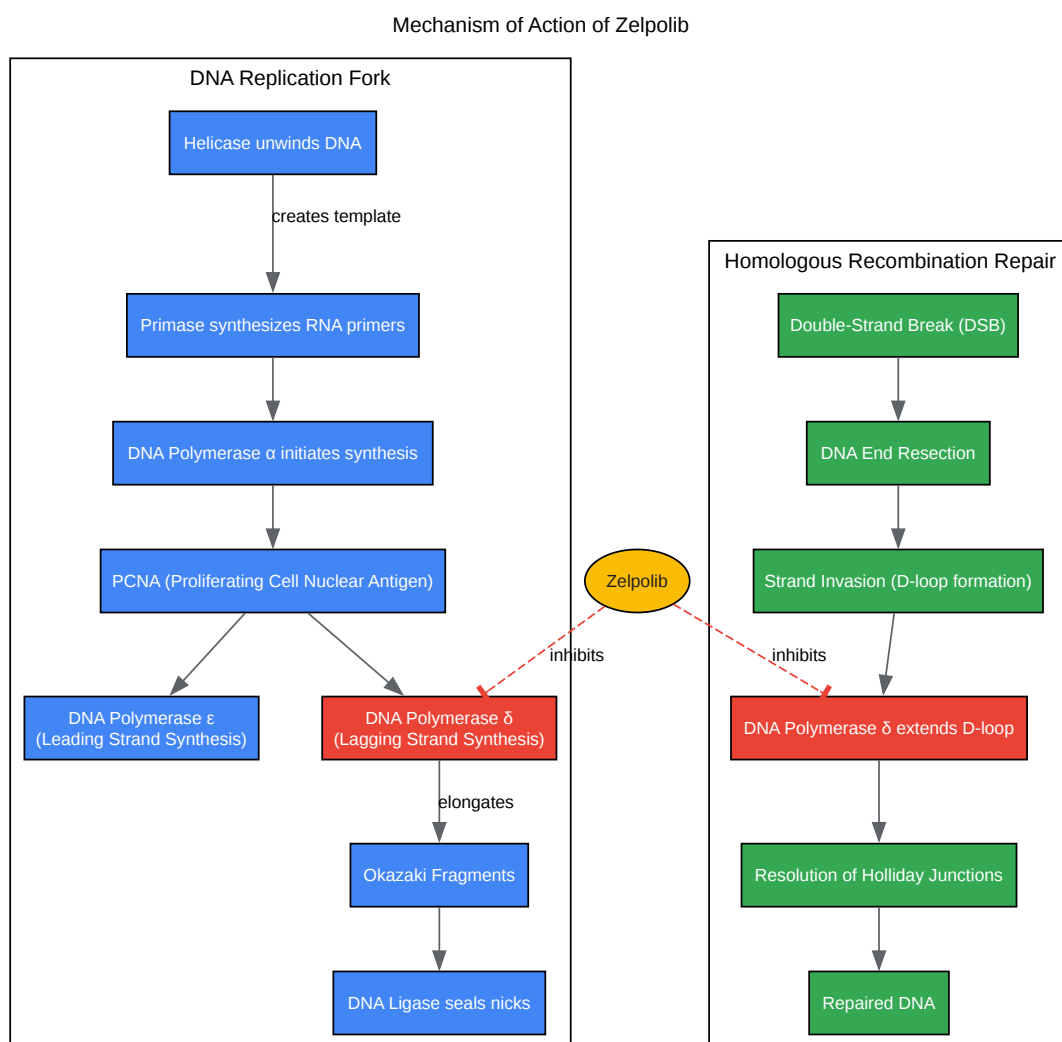 Mechanism of Action of Zelpolib
DNA Replication Fork
Helicase unwinds DNA
creates template
Primase synthesizes RNA primers
DNA Polymerase α initiates synthesis
PCNA (Proliferating Cell Nuclear Antigen)
DNA Polymerase ε
(Leading Strand Synthesis)
DNA Polymerase δ
(Lagging Strand Synthesis)
elongates
Okazaki Fragments
DNA Ligase seals nicks
Zelpolib
inhibits
inhibits
Homologous Recombination Repair
Double-Strand Break (DSB)
DNA End Resection
Strand Invasion (D-loop formation)
DNA Polymerase δ extends D-loop
Resolution of Holliday Junctions
Repaired DNA